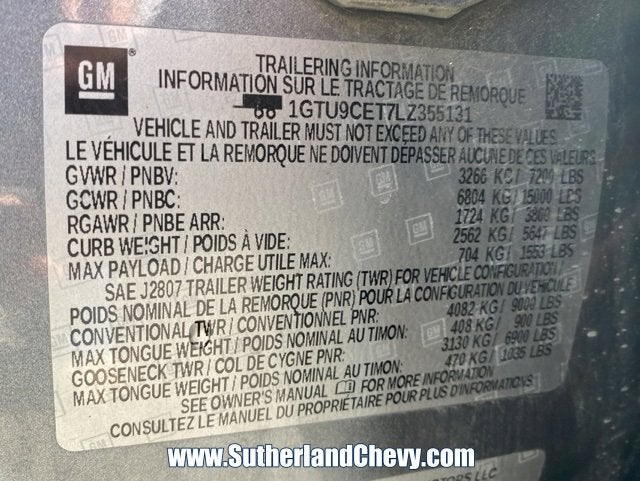 GM
TRAILERING INFORMATION
INFORMATION SUR LE TRACTAGE DE REMORQUE
1GTU9CET7LZ355131
VEHICLE AND TRAILER MUST NOT EXCEED ANY OF THESE VALUES
LE VÉHICULE ET LA REMORQUE NE DOIVENT DÉPASSER AUCUNE DE CES VALEURS
GVWR / PNBV: 3266 KG / 7200 LBS
GCWR / PNBC: 6804 KG / 15000 LBS
RGAWR / PNBE ARR: 1724 KG / 3800 LBS
CURB WEIGHT / POIDS À VIDE: 2562 KG / 5647 LBS
MAX PAYLOAD / CHARGE UTILE MAX: 704 KG / 1553 LBS
SAE J2807 TRAILER WEIGHT RATING (TWR) FOR VEHICLE CONFIGURATION /
POIDS NOMINAL DE LA REMORQUE (PNR) POUR LA CONFIGURATION DU VÉHICULE
CONVENTIONAL TWR / CONVENTIONNEL PNR: 4082 KG / 9000 LBS
MAX TONGUE WEIGHT / POIDS NOMINAL AU TIMON: 408 KG / 900 LBS
GOOSENECK TWR / COL DE CYGNE PNR: 3130 KG / 6900 LBS
MAX TONGUE WEIGHT / POIDS NOMINAL AU TIMON: 470 KG / 1035 LBS
SEE OWNER'S MANUAL FOR MORE INFORMATION
CONSULTEZ LE MANUEL DU PROPRIÉTAIRE POUR PLUS D'INFORMATION
www.SutherlandChevy.com
MOTORS LLC